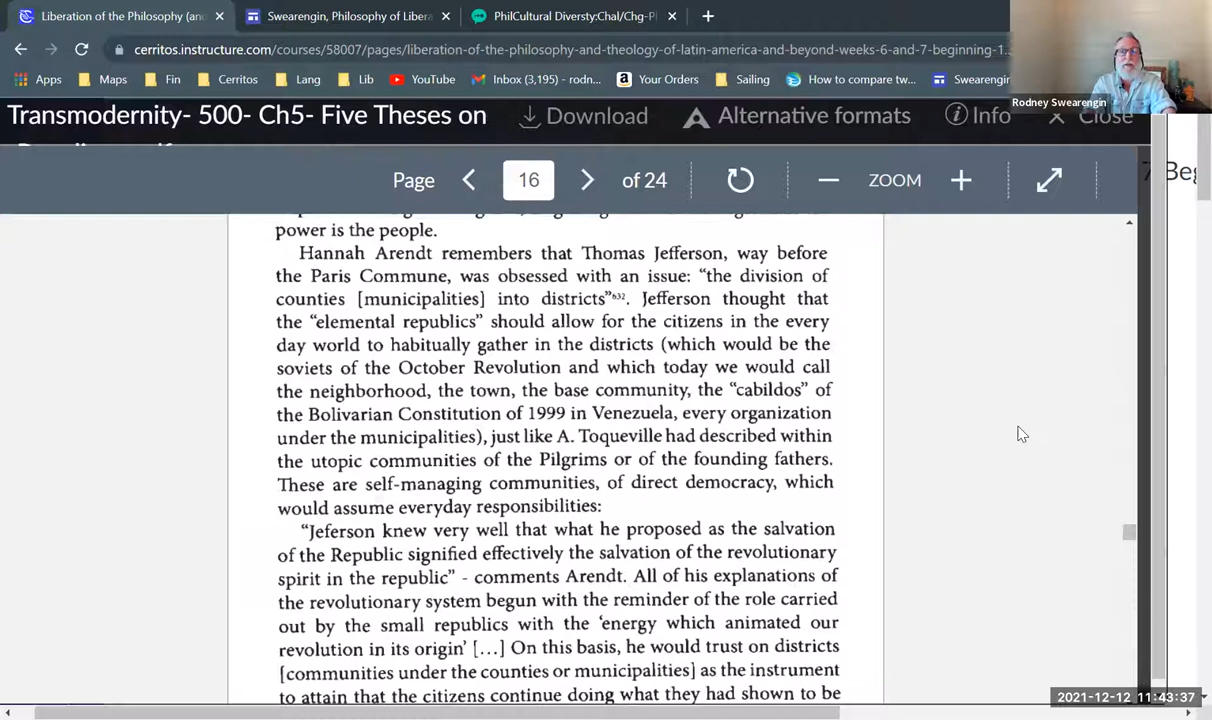 Liberation of the Philosophy (and
Swearengin, Philosophy of Libera
PhilCultural Diversty:Chal/Chg-P
cerritos.instructure.com/courses/58007/pages/liberation-of-the-philosophy-and-theology-of-latin-america-and-beyond-weeks-6-and-7-beginning-1...
Apps Maps Fin Cerritos Lang Lib YouTube Inbox (3,195) - rodn... Your Orders Sailing How to compare tw... Swearengin
Rodney Swearengin
Transmodernity- 500- Ch5- Five Theses on
Download Alternative formats Info Close
Page 16 of 24 ZOOM
7 Beg
power is the people.
Hannah Arendt remembers that Thomas Jefferson, way before
the Paris Commune, was obsessed with an issue: “the division of
counties [municipalities] into districts”⁶³². Jefferson thought that
the “elemental republics” should allow for the citizens in the every
day world to habitually gather in the districts (which would be the
soviets of the October Revolution and which today we would call
the neighborhood, the town, the base community, the “cabildos” of
the Bolivarian Constitution of 1999 in Venezuela, every organization
under the municipalities), just like A. Toqueville had described within
the utopic communities of the Pilgrims or of the founding fathers.
These are self-managing communities, of direct democracy, which
would assume everyday responsibilities:
“Jeferson knew very well that what he proposed as the salvation
of the Republic signified effectively the salvation of the revolutionary
spirit in the republic” - comments Arendt. All of his explanations of
the revolutionary system begun with the reminder of the role carried
out by the small republics with the ‘energy which animated our
revolution in its origin’ [...] On this basis, he would trust on districts
[communities under the counties or municipalities] as the instrument
to attain that the citizens continue doing what they had shown to be
2021-12-12 11:43:37